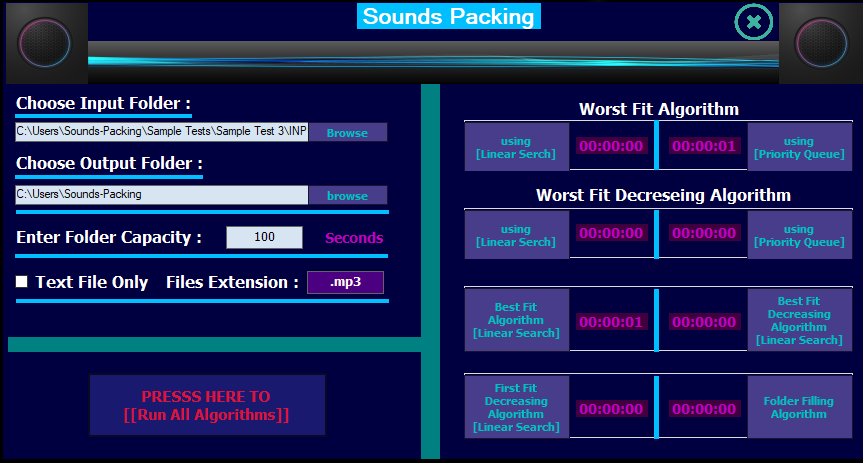 Sounds Packing
Choose Input Folder :
C:\Users\Sounds-Packing\Sample Tests\Sample Test 3\INP
Browse
Choose Output Folder :
C:\Users\Sounds-Packing
browse
Enter Folder Capacity :
100
Seconds
Text File Only
Files Extension :
.mp3
PRESSS HERE TO
[[Run All Algorithms]]
Worst Fit Algorithm
using
[Linear Serch]
00:00:00
00:00:01
using
[Priority Queue]
Worst Fit Decreseing Algorithm
using
[Linear Serch]
00:00:00
00:00:00
using
[Priority Queue]
Best Fit
Algorithm
[Linear Search]
00:00:01
00:00:00
Best Fit
Decreasing
Algorithm
[Linear Search]
First Fit
Decreasing
Algorithm
[Linear Search]
00:00:00
00:00:00
Folder Filling
Algorithm